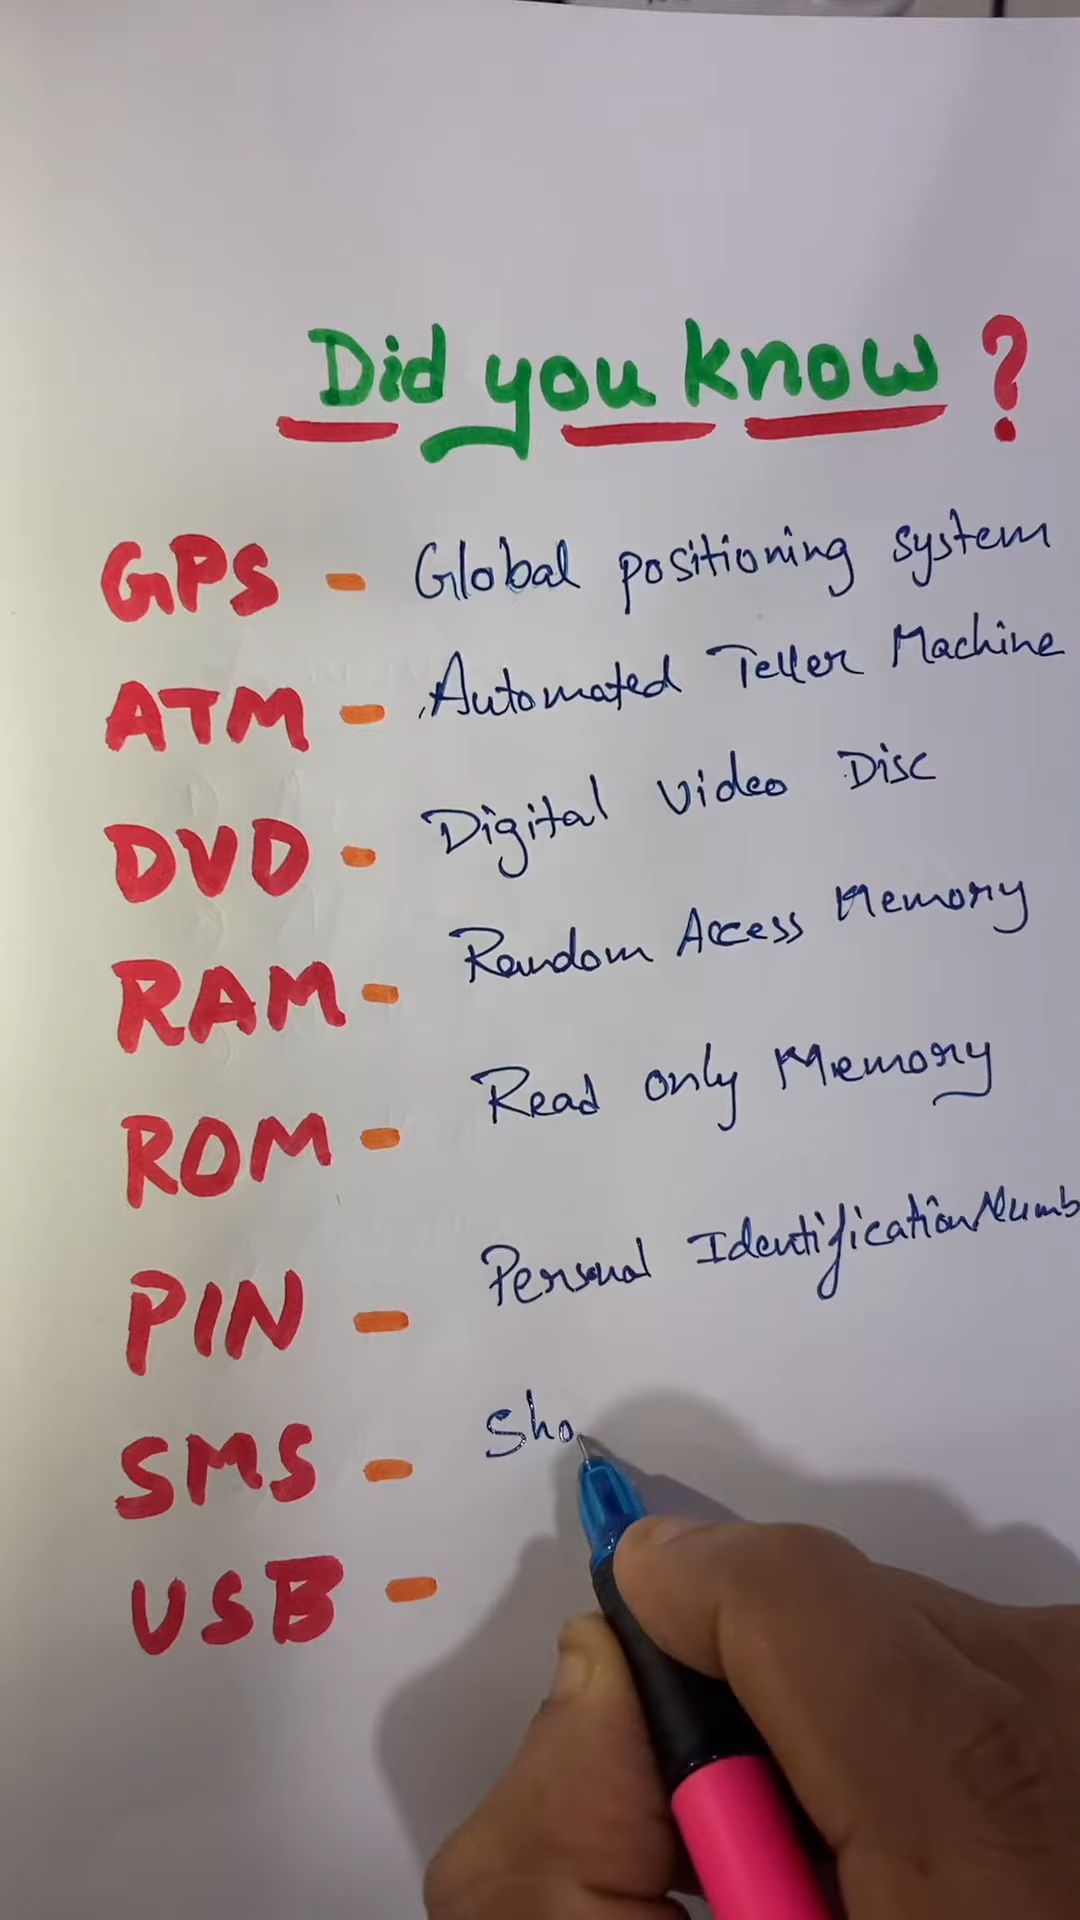 Did you know ?
GPS - Global positioning system
ATM - Automated Teller Machine
DVD - Digital Video Disc
RAM - Random Access Memory
ROM - Read only Memory
PIN - Personal Identification Numb
SMS - Sho
USB -